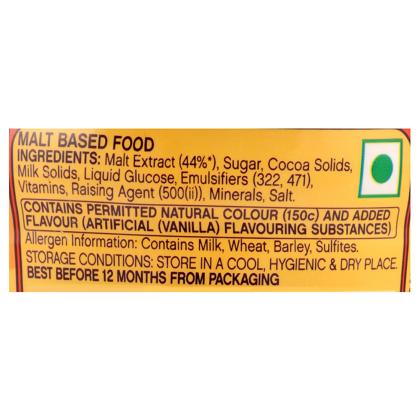 MALT BASED FOOD
INGREDIENTS: Malt Extract (44%*), Sugar, Cocoa Solids,
Milk Solids, Liquid Glucose, Emulsifiers (322, 471),
Vitamins, Raising Agent (500(ii)), Minerals, Salt.
CONTAINS PERMITTED NATURAL COLOUR (150c) AND ADDED
FLAVOUR (ARTIFICIAL (VANILLA) FLAVOURING SUBSTANCES)
Allergen Information: Contains Milk, Wheat, Barley, Sulfites.
STORAGE CONDITIONS: STORE IN A COOL, HYGIENIC & DRY PLACE.
BEST BEFORE 12 MONTHS FROM PACKAGING